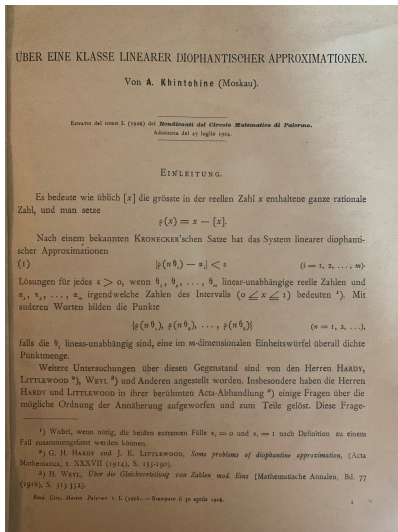 ÜBER EINE KLASSE LINEARER DIOPHANTISCHER APPROXIMATIONEN.
Von A. Khintchine (Moskau).
Estratto dal tomo L (1926) dei Rendiconti del Circolo Matematico di Palermo.
Adunanza del 27 luglio 1924.
EINLEITUNG.
Es bedeute wie üblich [x] die grösste in der reellen Zahl x enthaltene ganze rationale
Zahl, und man setze
ρ(x) = x — [x].
Nach einem bekannten KRONECKER'schen Satze hat das System linearer diophanti-
scher Approximationen
(1) |ρ(n θᵢ) — αᵢ| < ε (i = 1, 2, ..., m)
Lösungen für jedes ε > 0, wenn θ₁, θ₂, ..., θₘ linear-unabhängige reelle Zahlen und
α₁, α₂, ..., αₘ irgendwelche Zahlen des Intervalls (0 ≦ x ≦ 1) bedeuten ¹). Mit
anderen Worten bilden die Punkte
{ρ(n θ₁), ρ(n θ₂), ..., ρ(n θₘ)} (n = 1, 2, ...),
falls die θᵢ linear-unabhängig sind, eine im m-dimensionalen Einheitswürfel überall dichte
Punktmenge.
Weitere Untersuchungen über diesen Gegenstand sind von den Herren HARDY,
LITTLEWOOD ²), WEYL ³) und Anderen angestellt worden. Insbesondere haben die Herren
HARDY und LITTLEWOOD in ihrer berühmten Acta-Abhandlung ²) einige Fragen über die
mögliche Ordnung der Annäherung aufgeworfen und zum Teile gelöst. Diese Frage-
¹) Wobei, wenn nötig, die beiden extremen Fälle αᵢ = 0 und αᵢ = 1 nach Definition zu einem
Fall zusammengefasst werden können.
²) G. H. HARDY and J. E. LITTLEWOOD, Some problems of diophantine approximation, [Acta
Mathematica, t. XXXVII (1914), S. 155-190].
³) H. WEYL, Über die Gleichverteilung von Zahlen mod. Eins [Mathematische Annalen, Bd. 77
(1916), S. 313-352].
Rend. Circ. Matem. Palermo, t. L (1926). — Stampato il 30 aprile 1926. 1